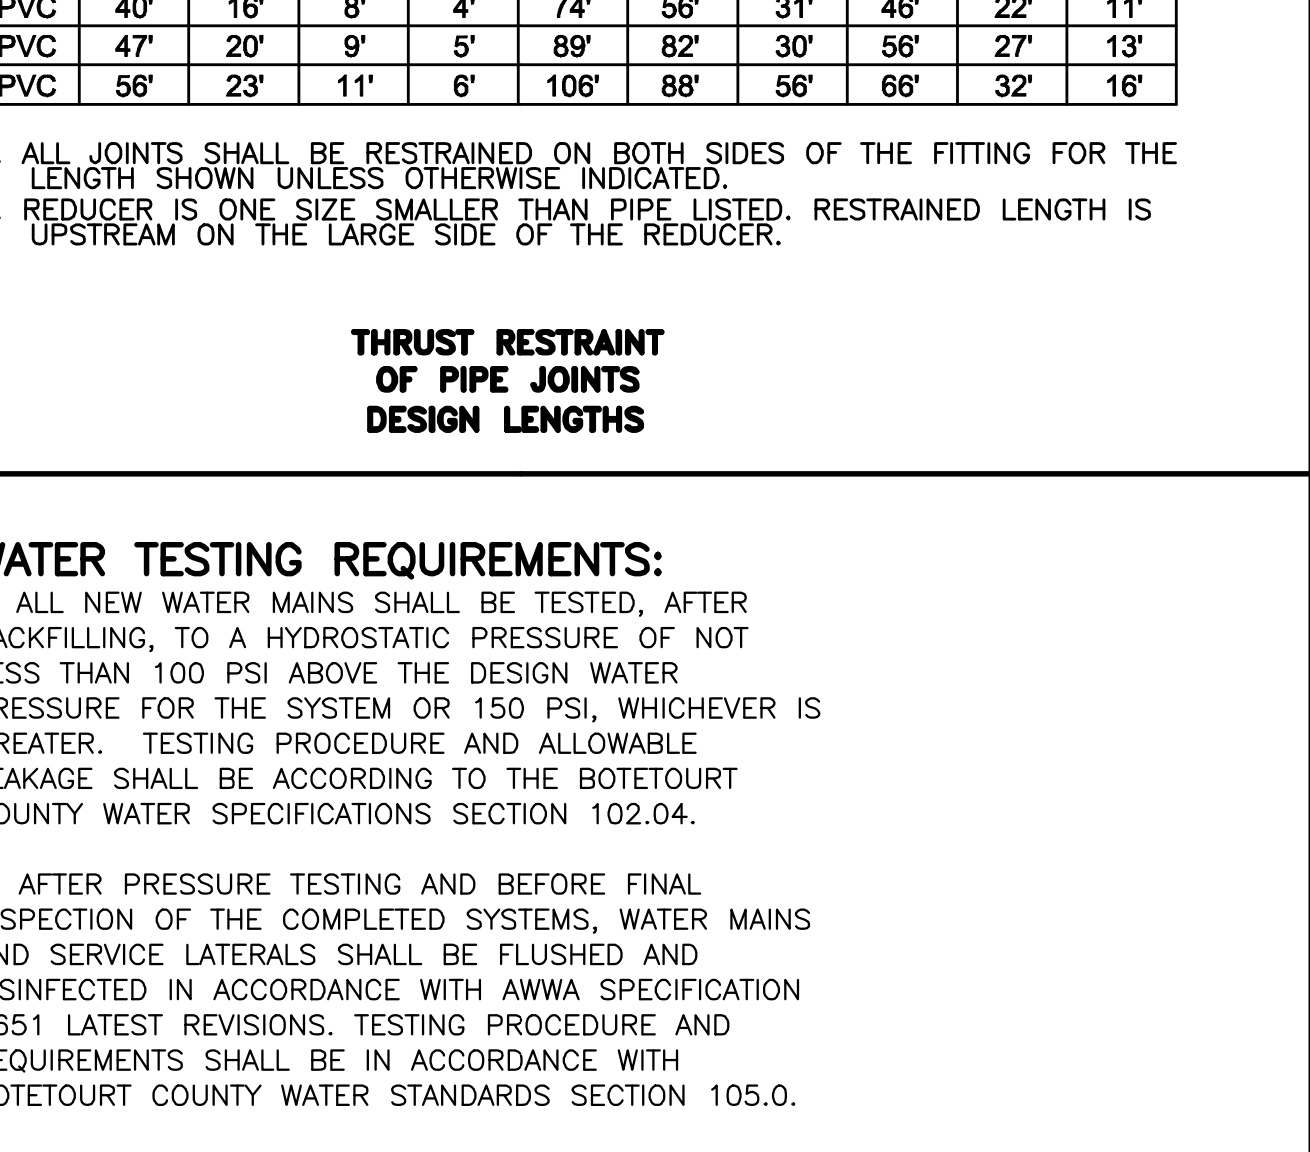 PVC 40' 16' 8' 4' 74' 56' 31' 46' 22' 11'
PVC 47' 20' 9' 5' 89' 82' 30' 56' 27' 13'
PVC 56' 23' 11' 6' 106' 88' 56' 66' 32' 16'
. ALL JOINTS SHALL BE RESTRAINED ON BOTH SIDES OF THE FITTING FOR THE
LENGTH SHOWN UNLESS OTHERWISE INDICATED.
. REDUCER IS ONE SIZE SMALLER THAN PIPE LISTED. RESTRAINED LENGTH IS
UPSTREAM ON THE LARGE SIDE OF THE REDUCER.
THRUST RESTRAINT
OF PIPE JOINTS
DESIGN LENGTHS
WATER TESTING REQUIREMENTS:
ALL NEW WATER MAINS SHALL BE TESTED, AFTER
ACKFILLING, TO A HYDROSTATIC PRESSURE OF NOT
ESS THAN 100 PSI ABOVE THE DESIGN WATER
RESSURE FOR THE SYSTEM OR 150 PSI, WHICHEVER IS
REATER. TESTING PROCEDURE AND ALLOWABLE
EAKAGE SHALL BE ACCORDING TO THE BOTETOURT
OUNTY WATER SPECIFICATIONS SECTION 102.04.
AFTER PRESSURE TESTING AND BEFORE FINAL
SPECTION OF THE COMPLETED SYSTEMS, WATER MAINS
ND SERVICE LATERALS SHALL BE FLUSHED AND
SINFECTED IN ACCORDANCE WITH AWWA SPECIFICATION
651 LATEST REVISIONS. TESTING PROCEDURE AND
EQUIREMENTS SHALL BE IN ACCORDANCE WITH
OTETOURT COUNTY WATER STANDARDS SECTION 105.0.